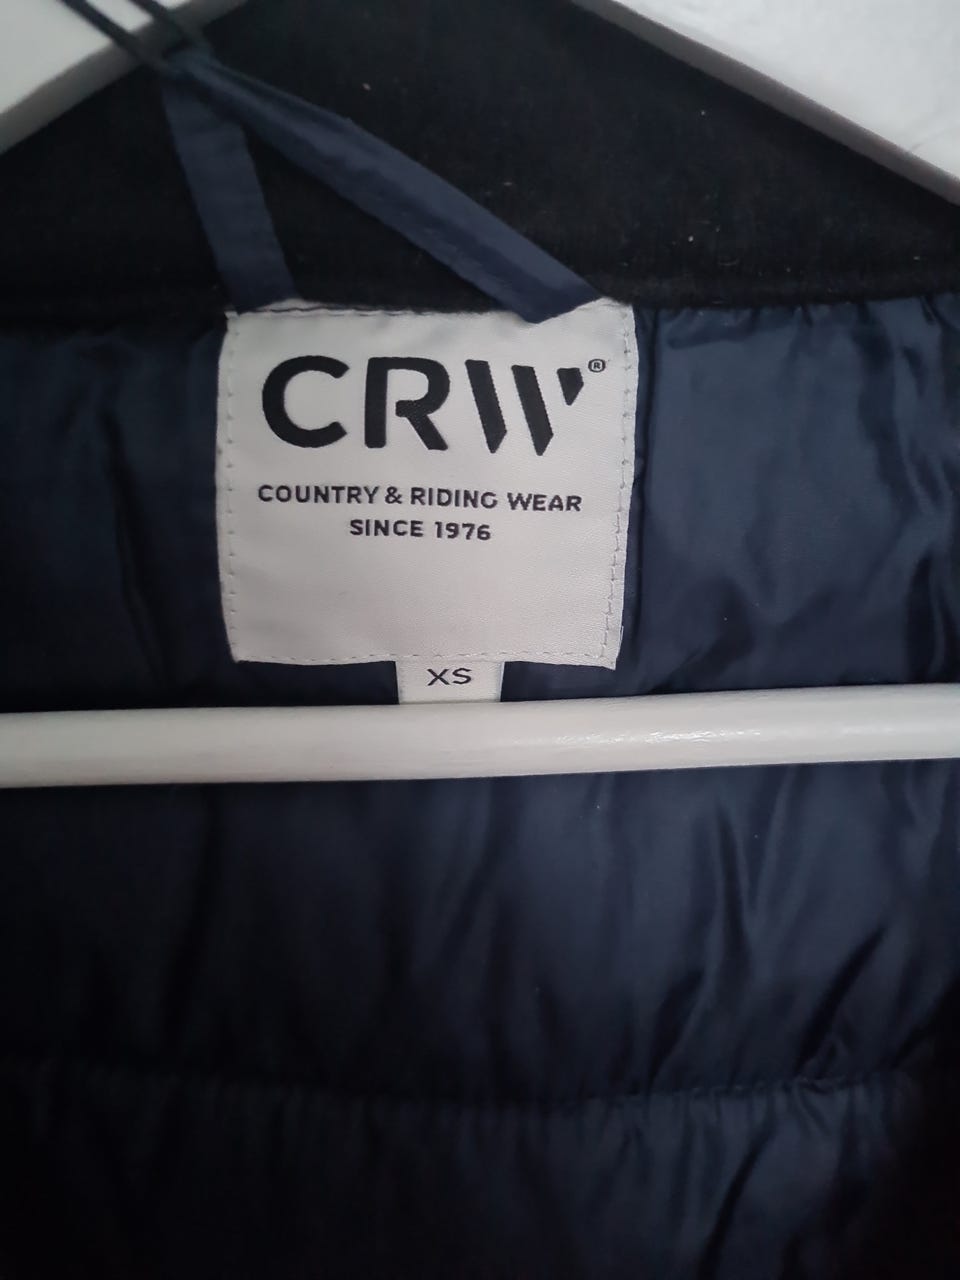 CRW®
COUNTRY & RIDING WEAR
SINCE 1976
XS